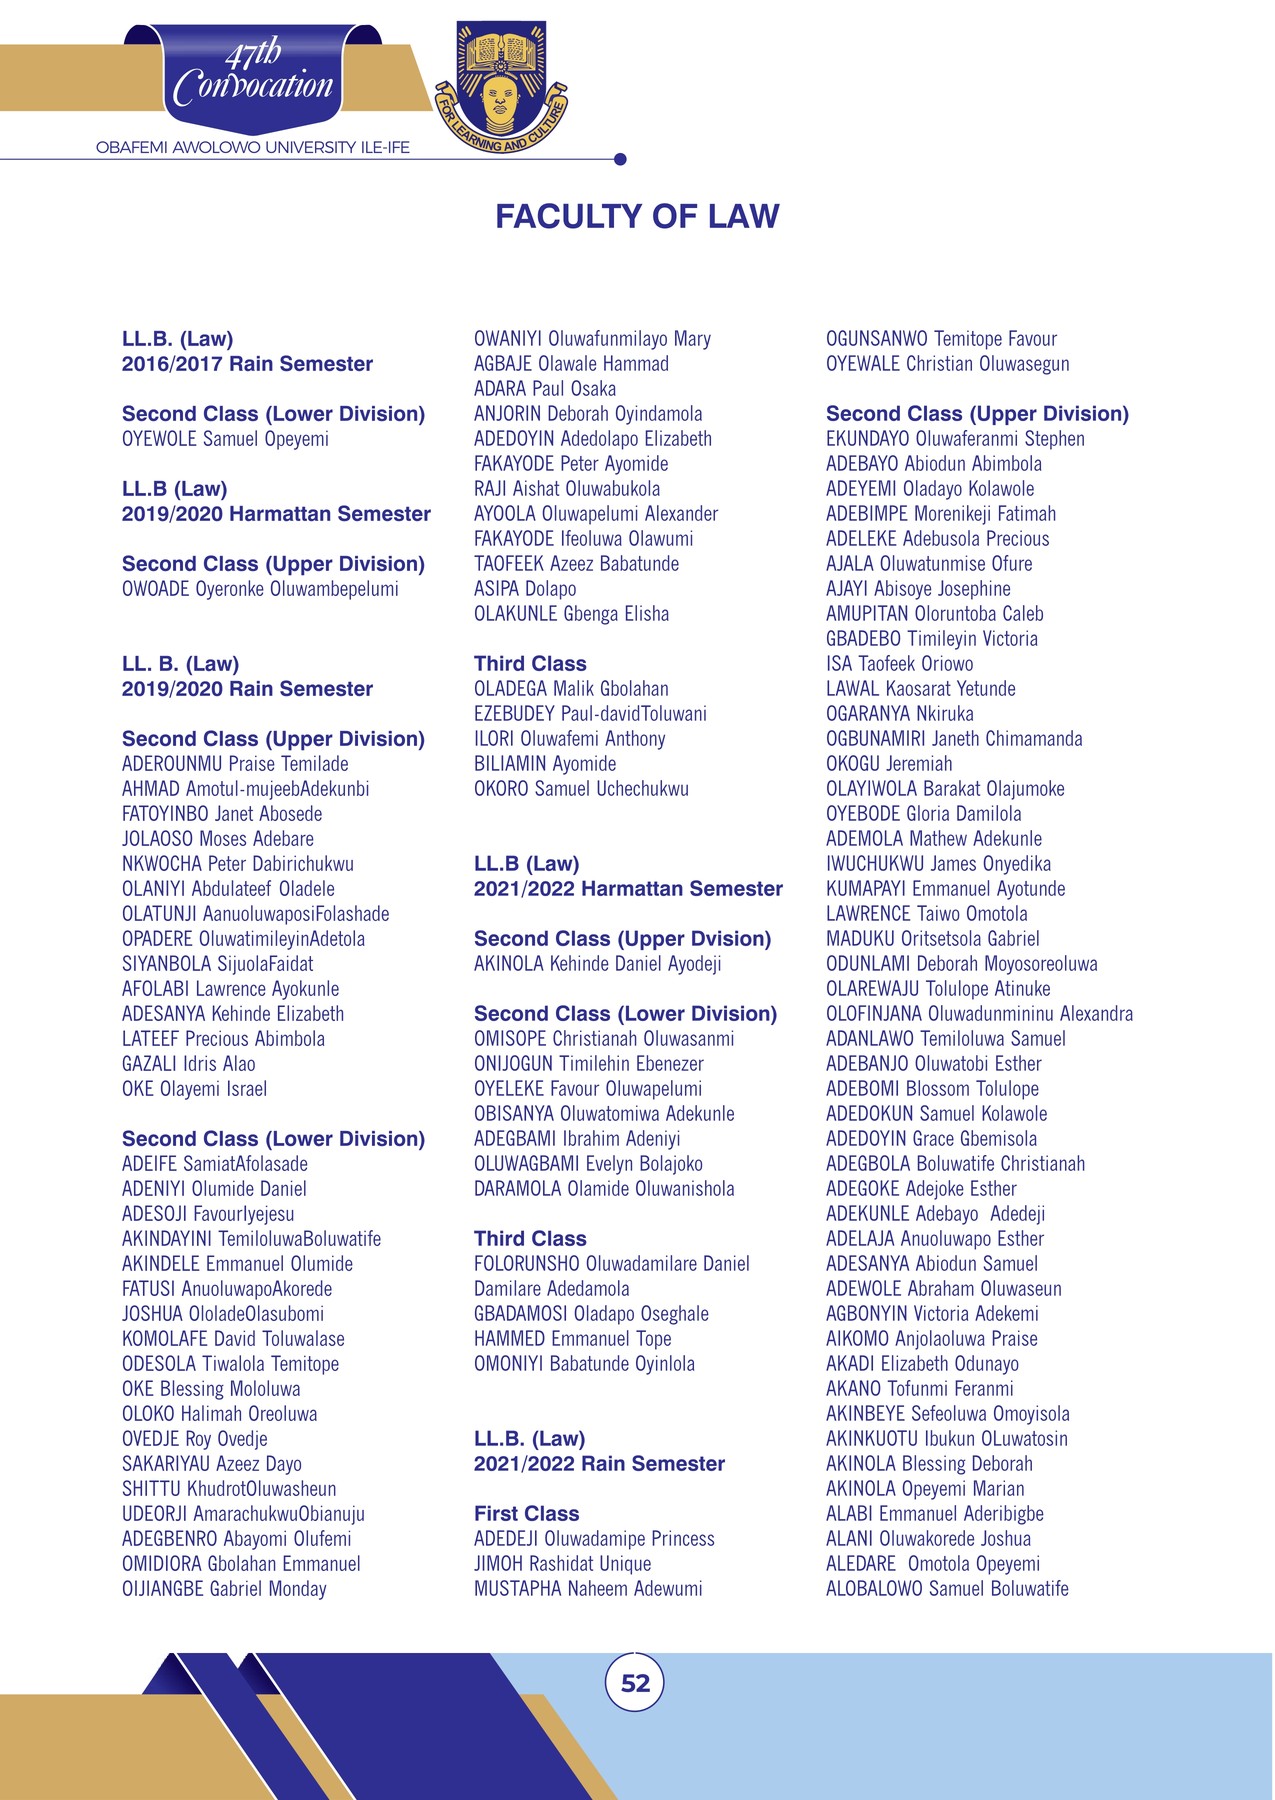 47th
Convocation
FOR LEARNING AND CULTURE
OBAFEMI AWOLOWO UNIVERSITY ILE-IFE
FACULTY OF LAW
LL.B. (Law)
2016/2017 Rain Semester
Second Class (Lower Division)
OYEWOLE Samuel Opeyemi
LL.B (Law)
2019/2020 Harmattan Semester
Second Class (Upper Division)
OWOADE Oyeronke Oluwambepelumi
LL. B. (Law)
2019/2020 Rain Semester
Second Class (Upper Division)
ADEROUNMU Praise Temilade
AHMAD Amotul-mujeebAdekunbi
FATOYINBO Janet Abosede
JOLAOSO Moses Adebare
NKWOCHA Peter Dabirichukwu
OLANIYI Abdulateef Oladele
OLATUNJI AanuoluwaposiFolashade
OPADERE OluwatimileyinAdetola
SIYANBOLA SijuolaFaidat
AFOLABI Lawrence Ayokunle
ADESANYA Kehinde Elizabeth
LATEEF Precious Abimbola
GAZALI Idris Alao
OKE Olayemi Israel
Second Class (Lower Division)
ADEIFE SamiatAfolasade
ADENIYI Olumide Daniel
ADESOJI FavourIyejesu
AKINDAYINI TemiloluwaBoluwatife
AKINDELE Emmanuel Olumide
FATUSI AnuoluwapoAkorede
JOSHUA OloladeOlasubomi
KOMOLAFE David Toluwalase
ODESOLA Tiwalola Temitope
OKE Blessing Mololuwa
OLOKO Halimah Oreoluwa
OVEDJE Roy Ovedje
SAKARIYAU Azeez Dayo
SHITTU KhudrotOluwasheun
UDEORJI AmarachukwuObianuju
ADEGBENRO Abayomi Olufemi
OMIDIORA Gbolahan Emmanuel
OIJIANGBE Gabriel Monday
OWANIYI Oluwafunmilayo Mary
AGBAJE Olawale Hammad
ADARA Paul Osaka
ANJORIN Deborah Oyindamola
ADEDOYIN Adedolapo Elizabeth
FAKAYODE Peter Ayomide
RAJI Aishat Oluwabukola
AYOOLA Oluwapelumi Alexander
FAKAYODE Ifeoluwa Olawumi
TAOFEEK Azeez Babatunde
ASIPA Dolapo
OLAKUNLE Gbenga Elisha
Third Class
OLADEGA Malik Gbolahan
EZEBUDEY Paul-davidToluwani
ILORI Oluwafemi Anthony
BILIAMIN Ayomide
OKORO Samuel Uchechukwu
LL.B (Law)
2021/2022 Harmattan Semester
Second Class (Upper Dvision)
AKINOLA Kehinde Daniel Ayodeji
Second Class (Lower Division)
OMISOPE Christianah Oluwasanmi
ONIJOGUN Timilehin Ebenezer
OYELEKE Favour Oluwapelumi
OBISANYA Oluwatomiwa Adekunle
ADEGBAMI Ibrahim Adeniyi
OLUWAGBAMI Evelyn Bolajoko
DARAMOLA Olamide Oluwanishola
Third Class
FOLORUNSHO Oluwadamilare Daniel
Damilare Adedamola
GBADAMOSI Oladapo Oseghale
HAMMED Emmanuel Tope
OMONIYI Babatunde Oyinlola
LL.B. (Law)
2021/2022 Rain Semester
First Class
ADEDEJI Oluwadamipe Princess
JIMOH Rashidat Unique
MUSTAPHA Naheem Adewumi
OGUNSANWO Temitope Favour
OYEWALE Christian Oluwasegun
Second Class (Upper Division)
EKUNDAYO Oluwaferanmi Stephen
ADEBAYO Abiodun Abimbola
ADEYEMI Oladayo Kolawole
ADEBIMPE Morenikeji Fatimah
ADELEKE Adebusola Precious
AJALA Oluwatunmise Ofure
AJAYI Abisoye Josephine
AMUPITAN Oloruntoba Caleb
GBADEBO Timileyin Victoria
ISA Taofeek Oriowo
LAWAL Kaosarat Yetunde
OGARANYA Nkiruka
OGBUNAMIRI Janeth Chimamanda
OKOGU Jeremiah
OLAYIWOLA Barakat Olajumoke
OYEBODE Gloria Damilola
ADEMOLA Mathew Adekunle
IWUCHUKWU James Onyedika
KUMAPAYI Emmanuel Ayotunde
LAWRENCE Taiwo Omotola
MADUKU Oritsetsola Gabriel
ODUNLAMI Deborah Moyosoreoluwa
OLAREWAJU Tolulope Atinuke
OLOFINJANA Oluwadunmininu Alexandra
ADANLAWO Temiloluwa Samuel
ADEBANJO Oluwatobi Esther
ADEBOMI Blossom Tolulope
ADEDOKUN Samuel Kolawole
ADEDOYIN Grace Gbemisola
ADEGBOLA Boluwatife Christianah
ADEGOKE Adejoke Esther
ADEKUNLE Adebayo  Adedeji
ADELAJA Anuoluwapo Esther
ADESANYA Abiodun Samuel
ADEWOLE Abraham Oluwaseun
AGBONYIN Victoria Adekemi
AIKOMO Anjolaoluwa Praise
AKADI Elizabeth Odunayo
AKANO Tofunmi Feranmi
AKINBEYE Sefeoluwa Omoyisola
AKINKUOTU Ibukun OLuwatosin
AKINOLA Blessing Deborah
AKINOLA Opeyemi Marian
ALABI Emmanuel Aderibigbe
ALANI Oluwakorede Joshua
ALEDARE  Omotola Opeyemi
ALOBALOWO Samuel Boluwatife
52